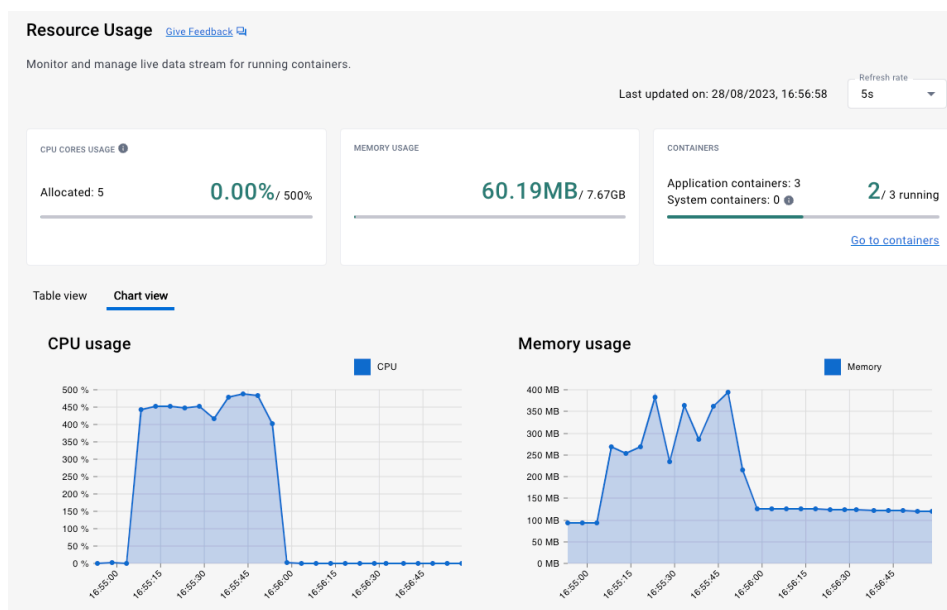 Resource Usage Give Feedback
Monitor and manage live data stream for running containers.
Last updated on: 28/08/2023, 16:56:58
Refresh rate
5s
CPU CORES USAGE
Allocated: 5
0.00% / 500%
MEMORY USAGE
60.19MB / 7.67GB
CONTAINERS
Application containers: 3
System containers: 0
2 / 3 running
Go to containers
Table view
Chart view
CPU usage
CPU
500 %
450 %
400 %
350 %
300 %
250 %
200 %
150 %
100 %
50 %
0 %
16:55:00
16:55:15
16:55:30
16:55:45
16:56:00
16:56:15
16:56:30
16:56:45
Memory usage
Memory
400 MB
350 MB
300 MB
250 MB
200 MB
150 MB
100 MB
50 MB
0 MB
16:55:00
16:55:15
16:55:30
16:55:45
16:56:00
16:56:15
16:56:30
16:56:45